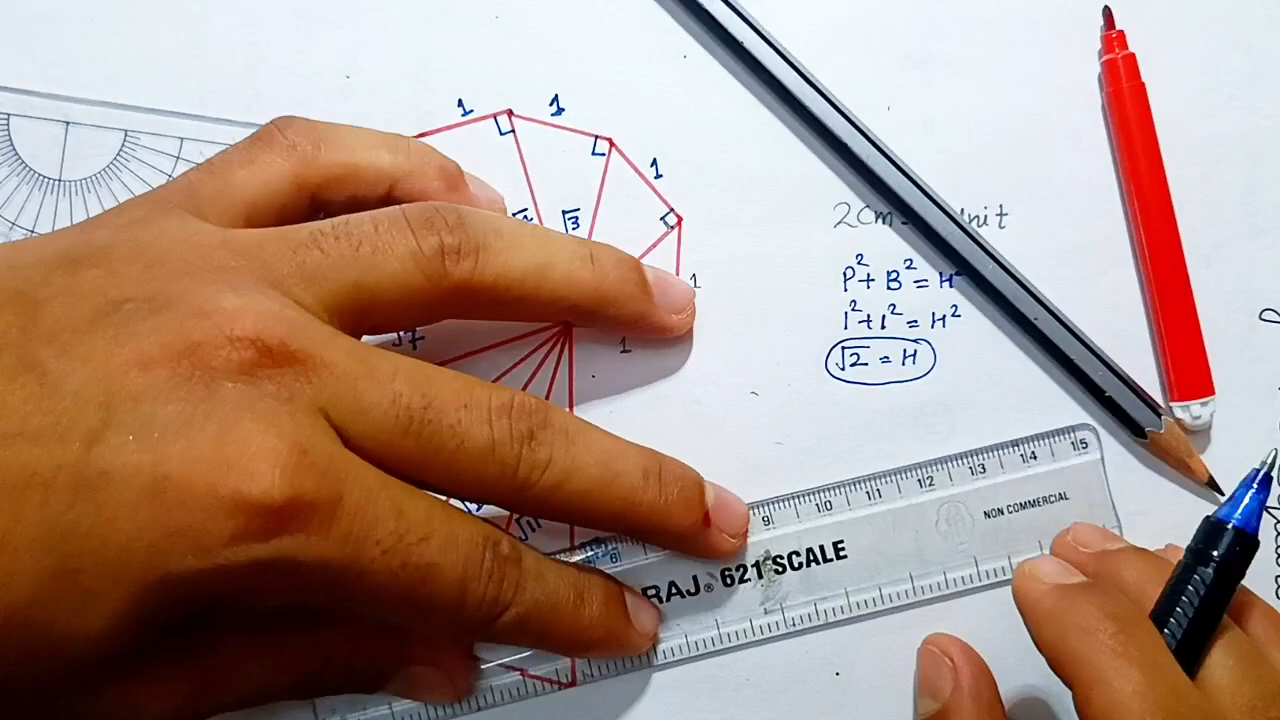 1 1
1
√3
1
√7
1
2cm =
P² + B² = H²
1² + 1² = H²
√2 = H
√11
6 9 10 11 12 13 14 15
NON COMMERCIAL
RAJ® 621 SCALE